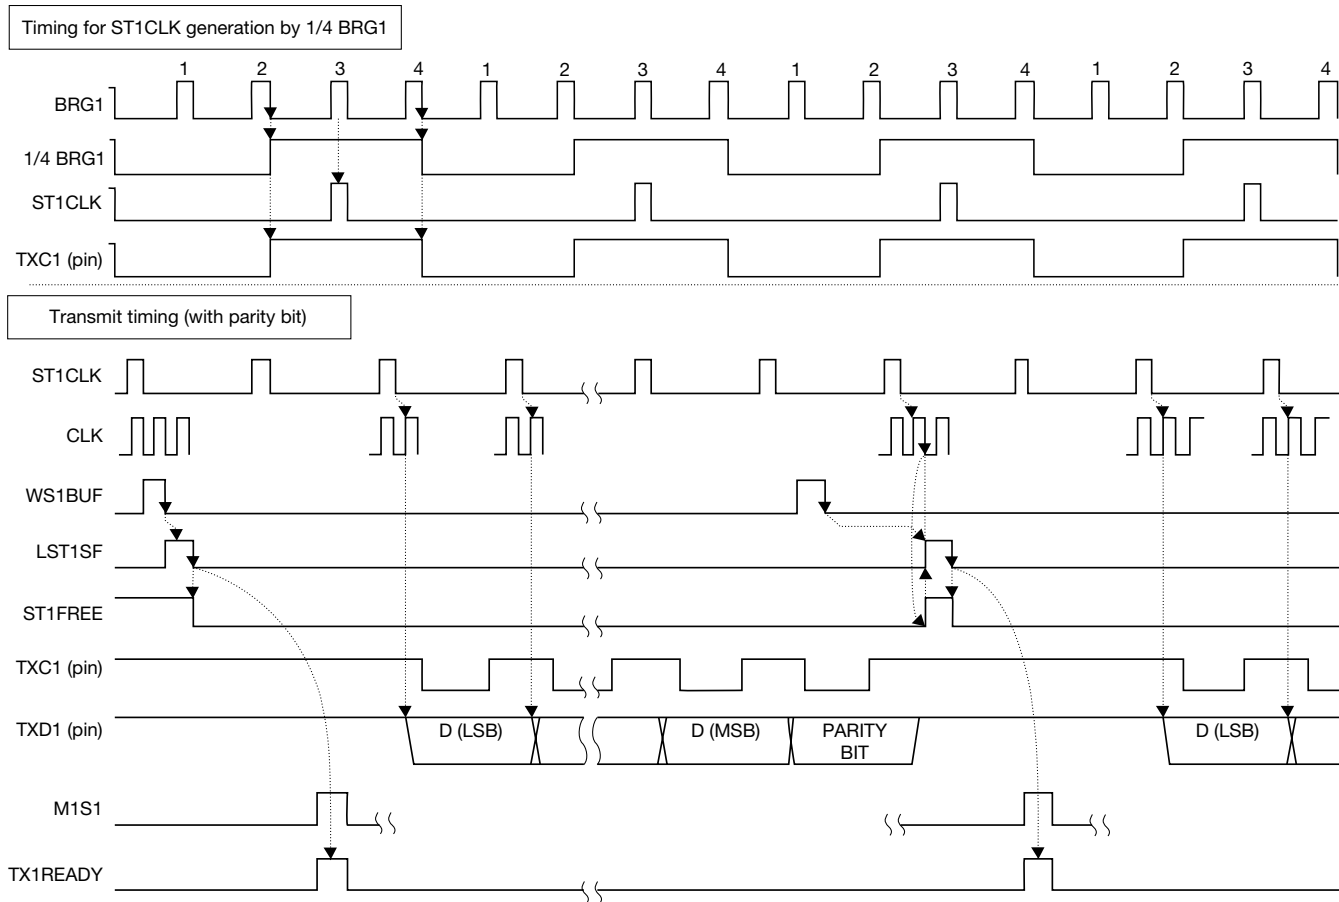 Timing for ST1CLK generation by 1/4 BRG1
1 2 3 4 1 2 3 4 1 2 3 4 1 2 3 4
BRG1
1/4 BRG1
ST1CLK
TXC1 (pin)
Transmit timing (with parity bit)
ST1CLK
CLK
WS1BUF
LST1SF
ST1FREE
TXC1 (pin)
TXD1 (pin) D (LSB) D (MSB) PARITY BIT D (LSB)
M1S1
TX1READY